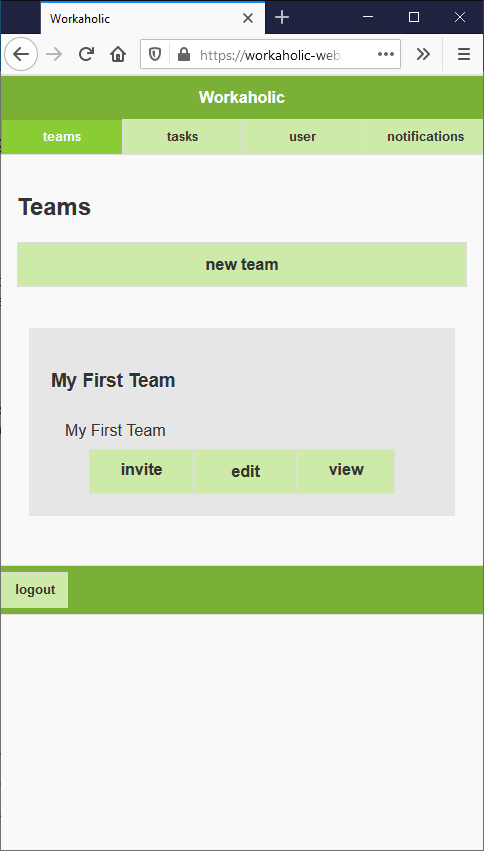 Workaholic
https://workaholic-web
Workaholic
teams tasks user notifications
Teams
new team
My First Team
My First Team
invite edit view
logout